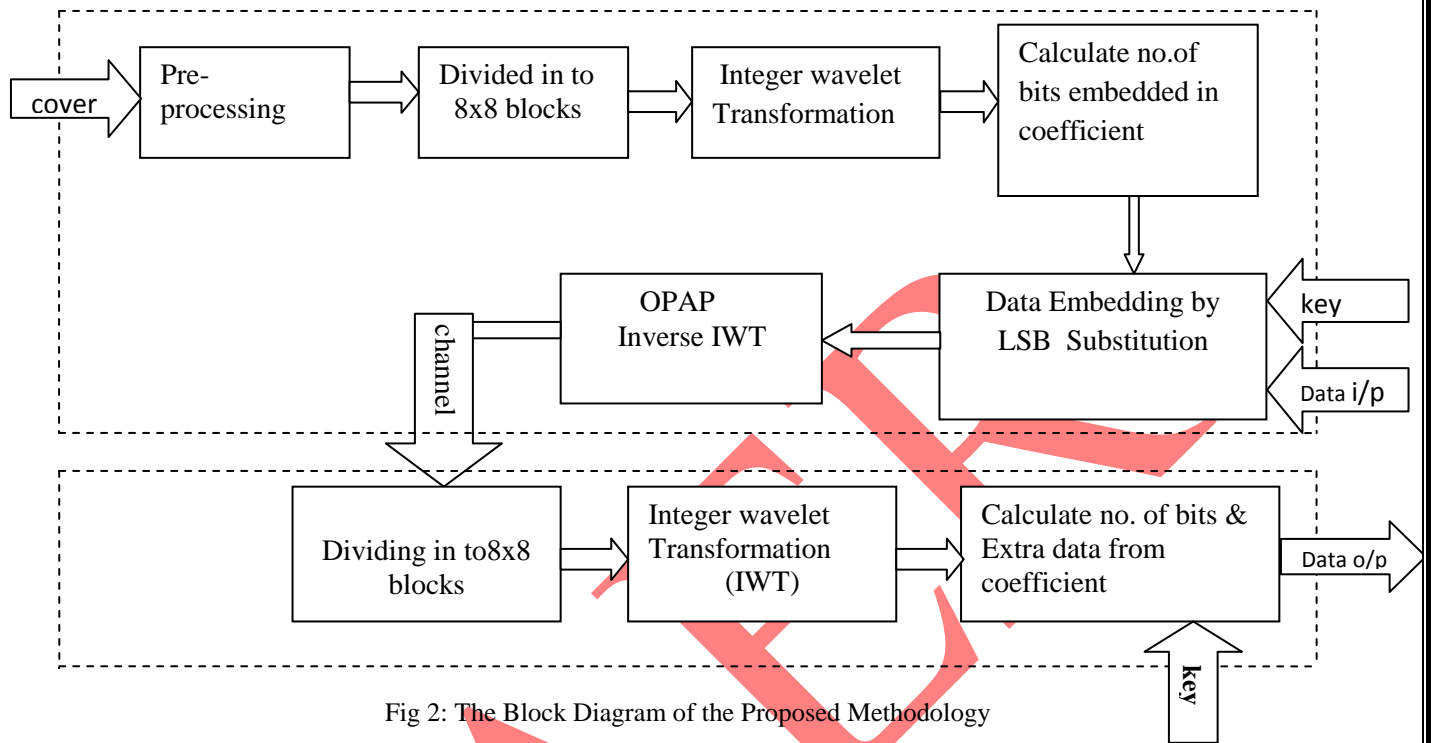 cover
Pre-
processing
Divided in to
8x8 blocks
Integer wavelet
Transformation
Calculate no.of
bits embedded in
coefficient
OPAP
Inverse IWT
Data Embedding by
LSB Substitution
key
Data i/p
channel
Dividing in to8x8
blocks
Integer wavelet
Transformation
(IWT)
Calculate no. of bits &
Extra data from
coefficient
Data o/p
key
Fig 2: The Block Diagram of the Proposed Methodology